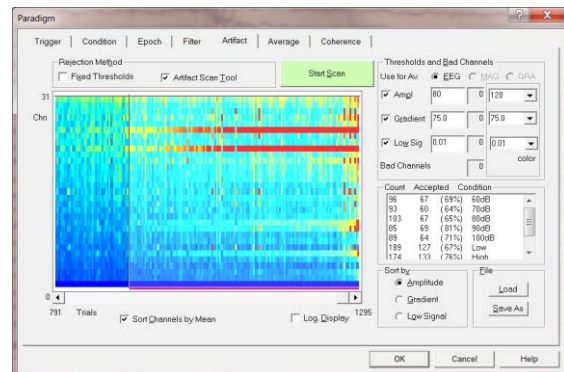 Paradigm
Trigger Condition Epoch Filter Artifact Average Coherence
Rejection Method
Fixed Thresholds Artifact Scan Tool
Start Scan
31
Chn
0
791 Trials Sort Channels by Mean Log. Display 1295
Thresholds and Bad Channels
Use for Av. EEG MAG GRA
Ampl 80 0 120
Gradient 75.0 0 75.0
Low Sig 0.01 0 0.01
Bad Channels 0 color
Count Accepted Condition
96 67 (69%) 60dB
93 60 (64%) 70dB
103 67 (65%) 80dB
85 69 (81%) 90dB
89 64 (71%) 100dB
189 127 (67%) Low
174 133 (76%) High
Sort by
Amplitude
Gradient
Low Signal
File
Load
Save As
OK Cancel Help